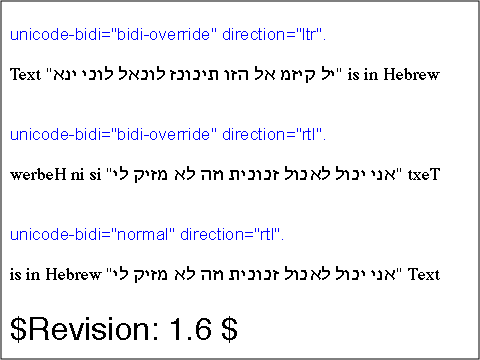 unicode-bidi="bidi-override" direction="ltr".
Text "יל קיזמ אל הזו תיכוכז לוכאל לוכי ינא" is in Hebrew
unicode-bidi="bidi-override" direction="rtl".
werbeH ni si "אני יכול לאכול זכוכית וזה לא מזיק לי" txeT
unicode-bidi="normal" direction="rtl".
is in Hebrew "אני יכול לאכול זכוכית וזה לא מזיק לי" Text
$Revision: 1.6 $